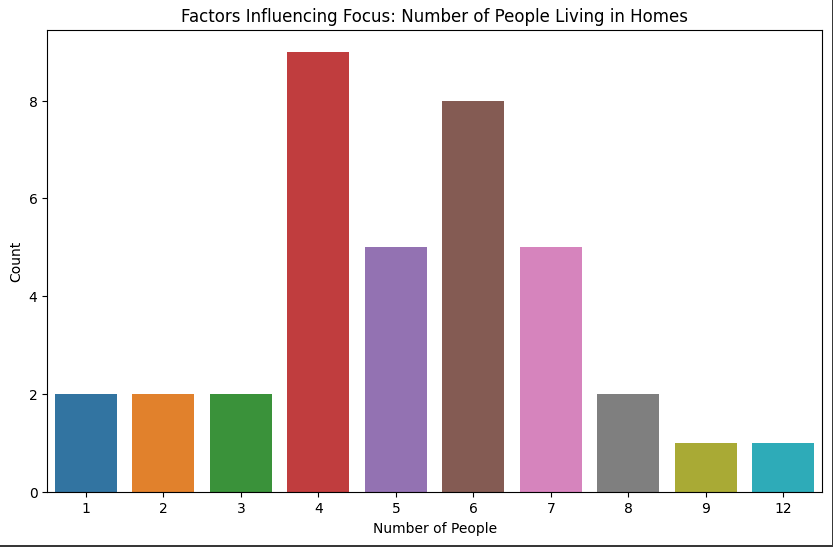 Factors Influencing Focus: Number of People Living in Homes
Count
8
6
4
2
0
1 2 3 4 5 6 7 8 9 12
Number of People